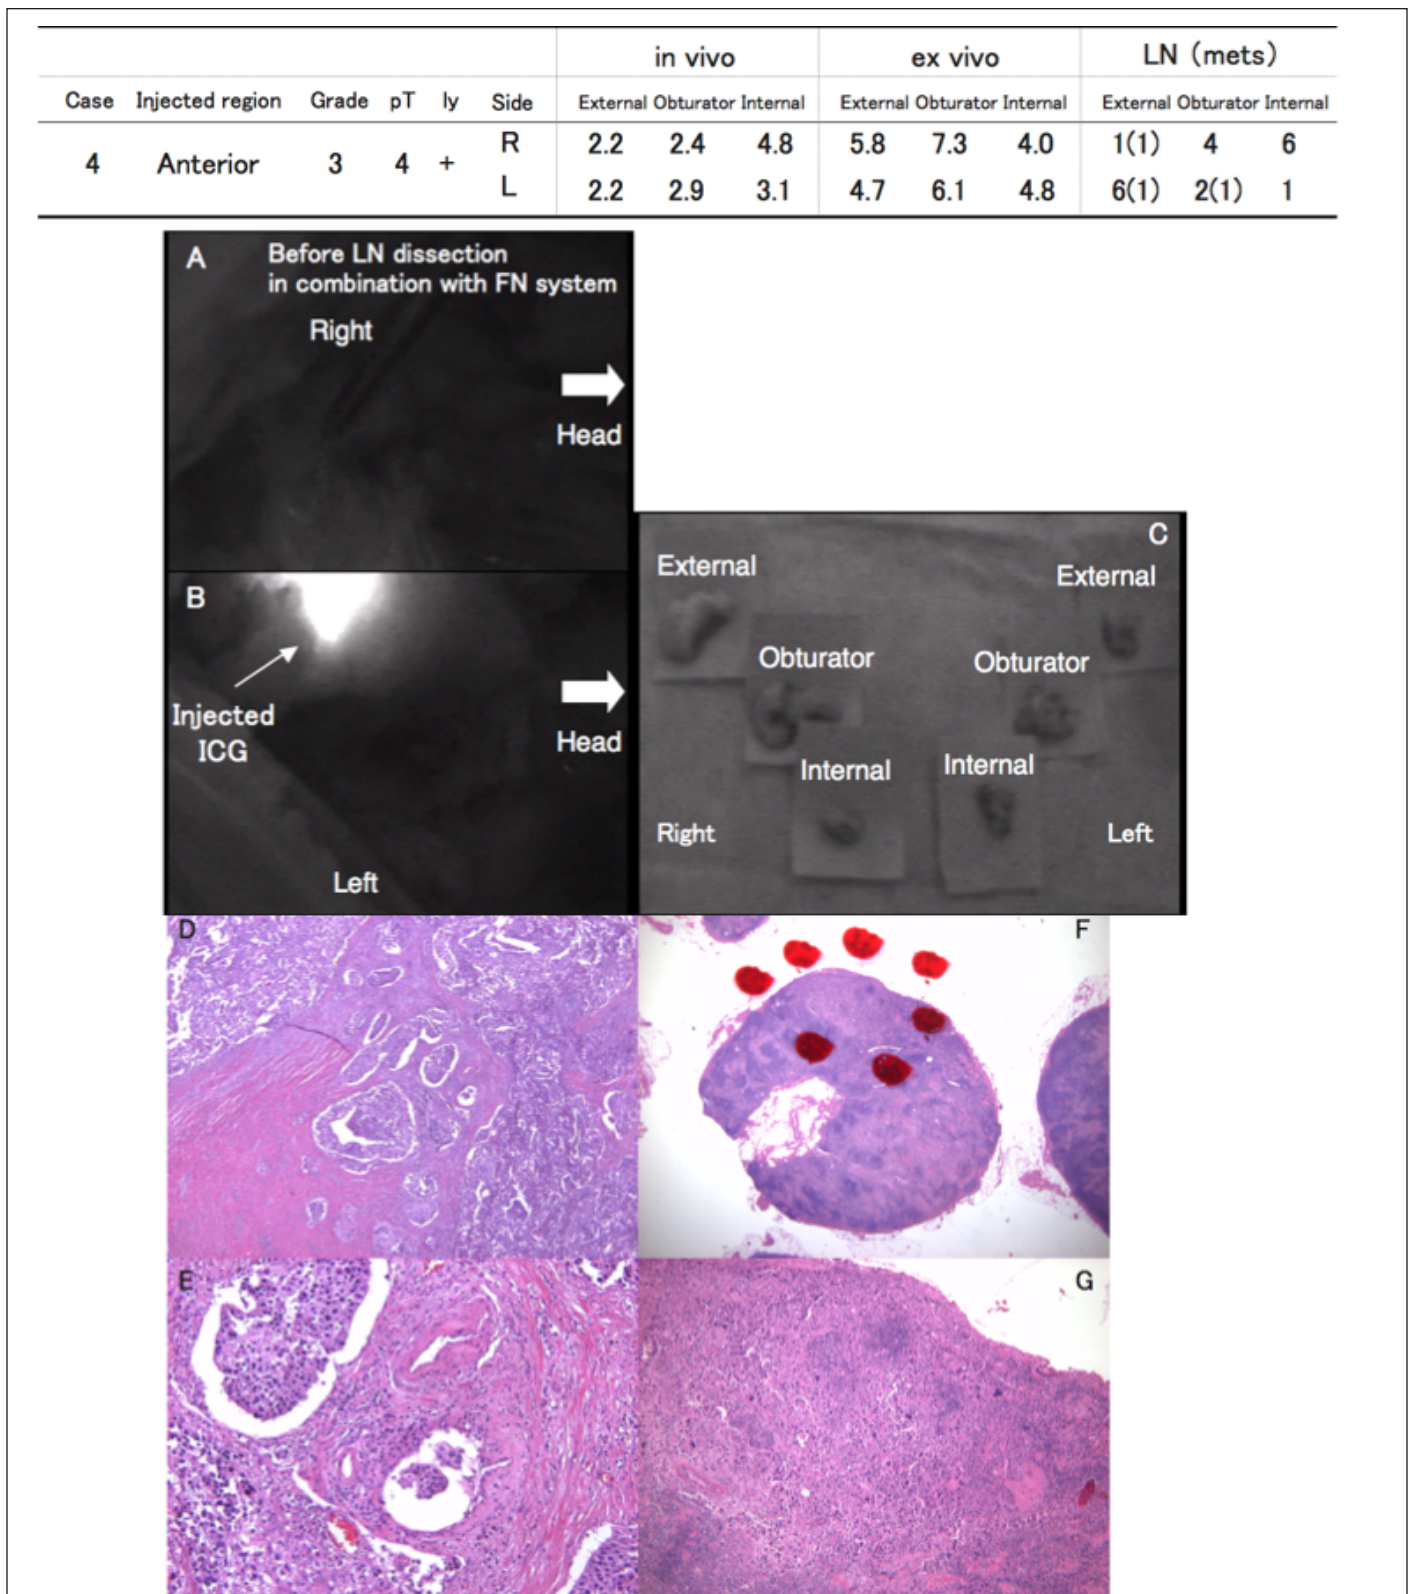 in vivo ex vivo LN (mets)
Case Injected region Grade pT ly Side External Obturator Internal External Obturator Internal External Obturator Internal
4 Anterior 3 4 + R 2.2 2.4 4.8 5.8 7.3 4.0 1(1) 4 6
L 2.2 2.9 3.1 4.7 6.1 4.8 6(1) 2(1) 1
A Before LN dissection
in combination with FN system
Right
Head
B
Injected
ICG
Head
Left
C
External External
Obturator Obturator
Internal Internal
Right Left
D F
E G